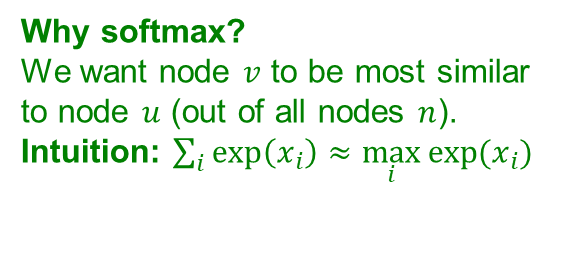 Why softmax?
We want node 𝑣 to be most similar
to node 𝑢 (out of all nodes 𝑛).
Intuition: ∑ᵢ exp(𝑥ᵢ) ≈ max exp(𝑥ᵢ)
𝑖